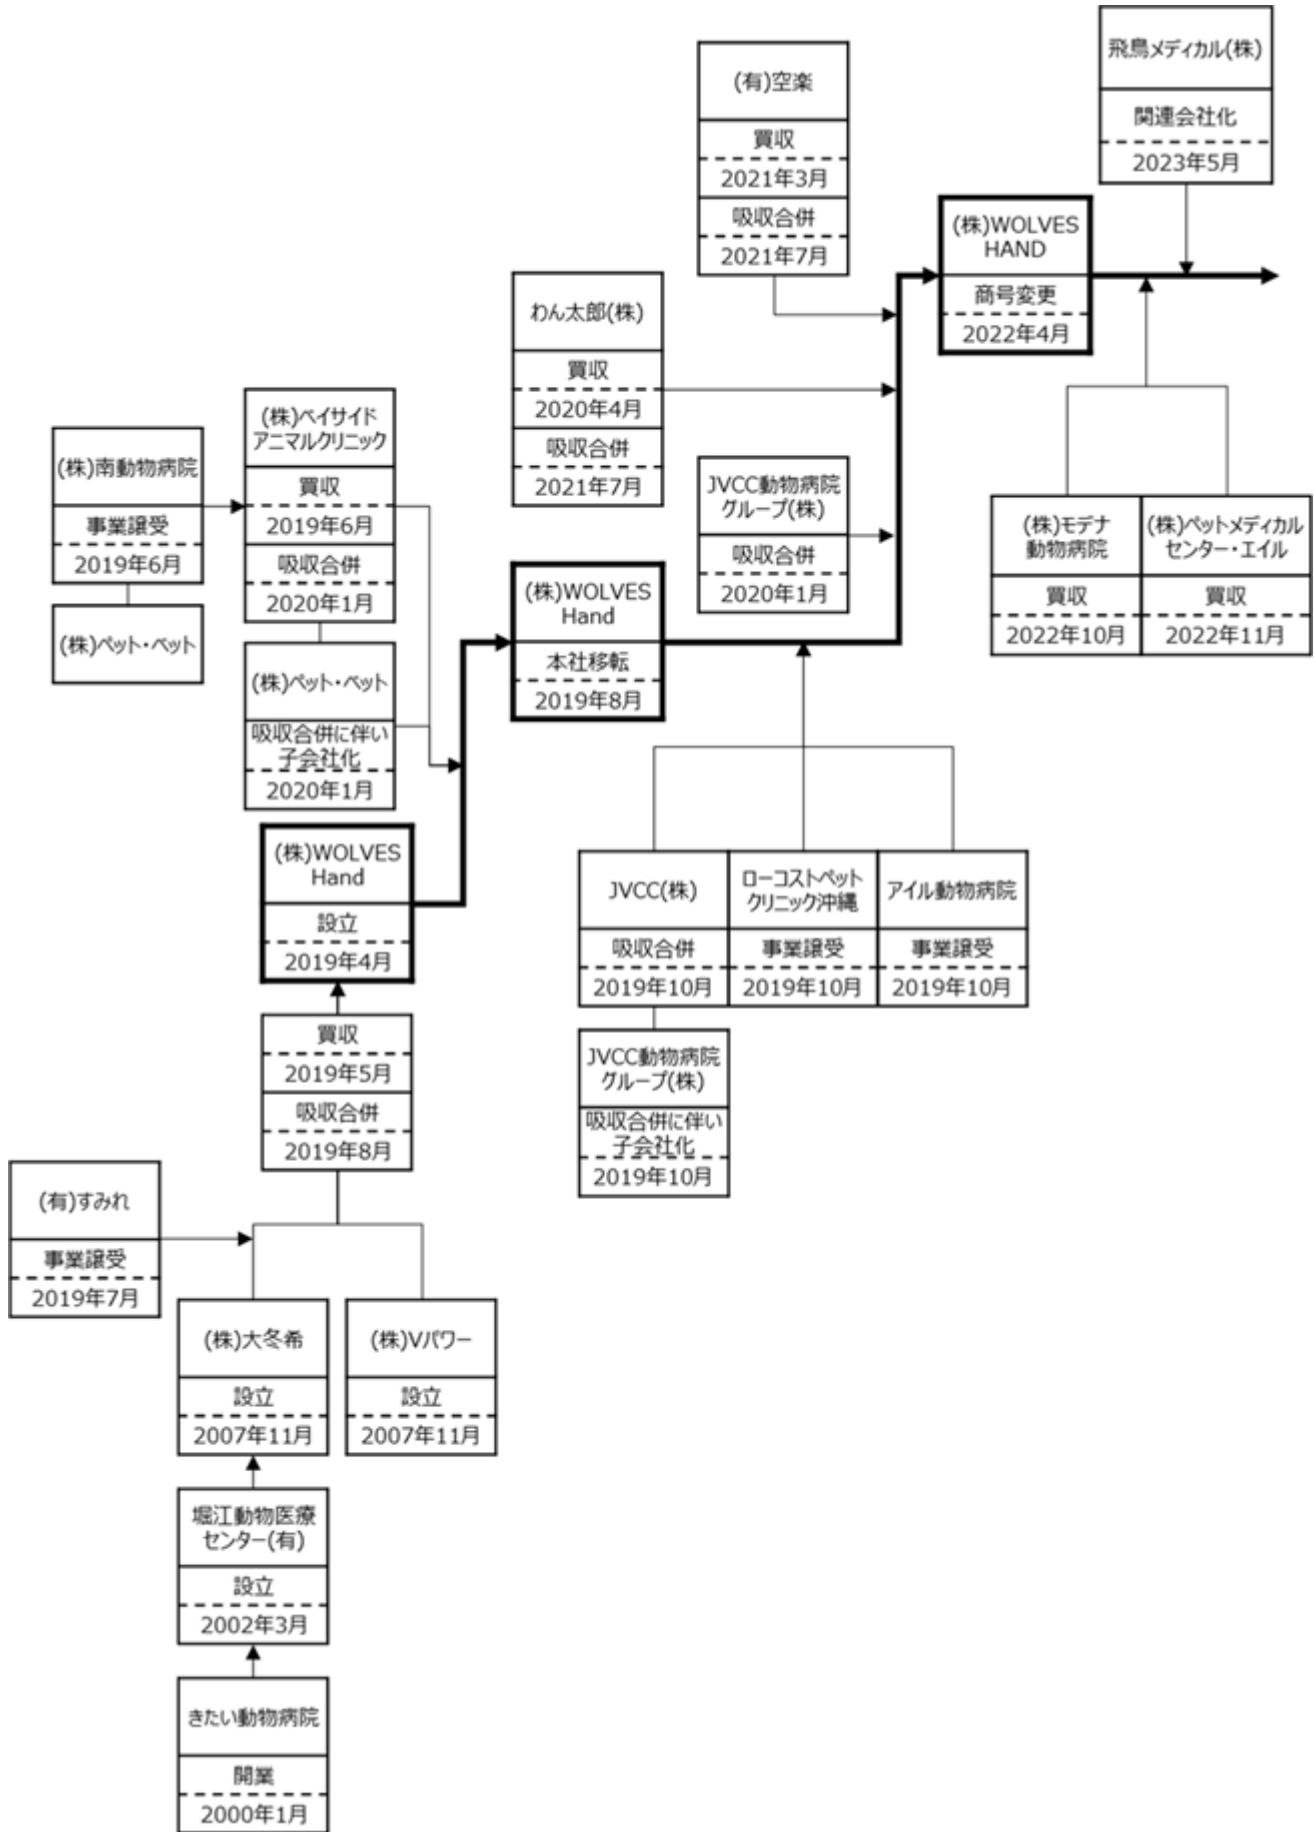 飛鳥メディカル(株)
関連会社化
2023年5月
(有)空楽
買収
2021年3月
吸収合併
2021年7月
(株)WOLVES
HAND
商号変更
2022年4月
わん太郎(株)
買収
2020年4月
吸収合併
2021年7月
(株)ベイサイド
アニマルクリニック
買収
2019年6月
吸収合併
2020年1月
(株)南動物病院
事業譲受
2019年6月
(株)ペット・ベット
JVCC動物病院
グループ(株)
吸収合併
2020年1月
(株)モデナ
動物病院
買収
2022年10月
(株)ペットメディカル
センター・エイル
買収
2022年11月
(株)WOLVES
Hand
本社移転
2019年8月
(株)ペット・ベット
吸収合併に伴い
子会社化
2020年1月
(株)WOLVES
Hand
設立
2019年4月
JVCC(株)
吸収合併
2019年10月
ローコストペット
クリニック沖縄
事業譲受
2019年10月
アイル動物病院
事業譲受
2019年10月
JVCC動物病院
グループ(株)
吸収合併に伴い
子会社化
2019年10月
買収
2019年5月
吸収合併
2019年8月
(有)すみれ
事業譲受
2019年7月
(株)大冬希
設立
2007年11月
(株)Vパワー
設立
2007年11月
堀江動物医療
センター(有)
設立
2002年3月
きたい動物病院
開業
2000年1月